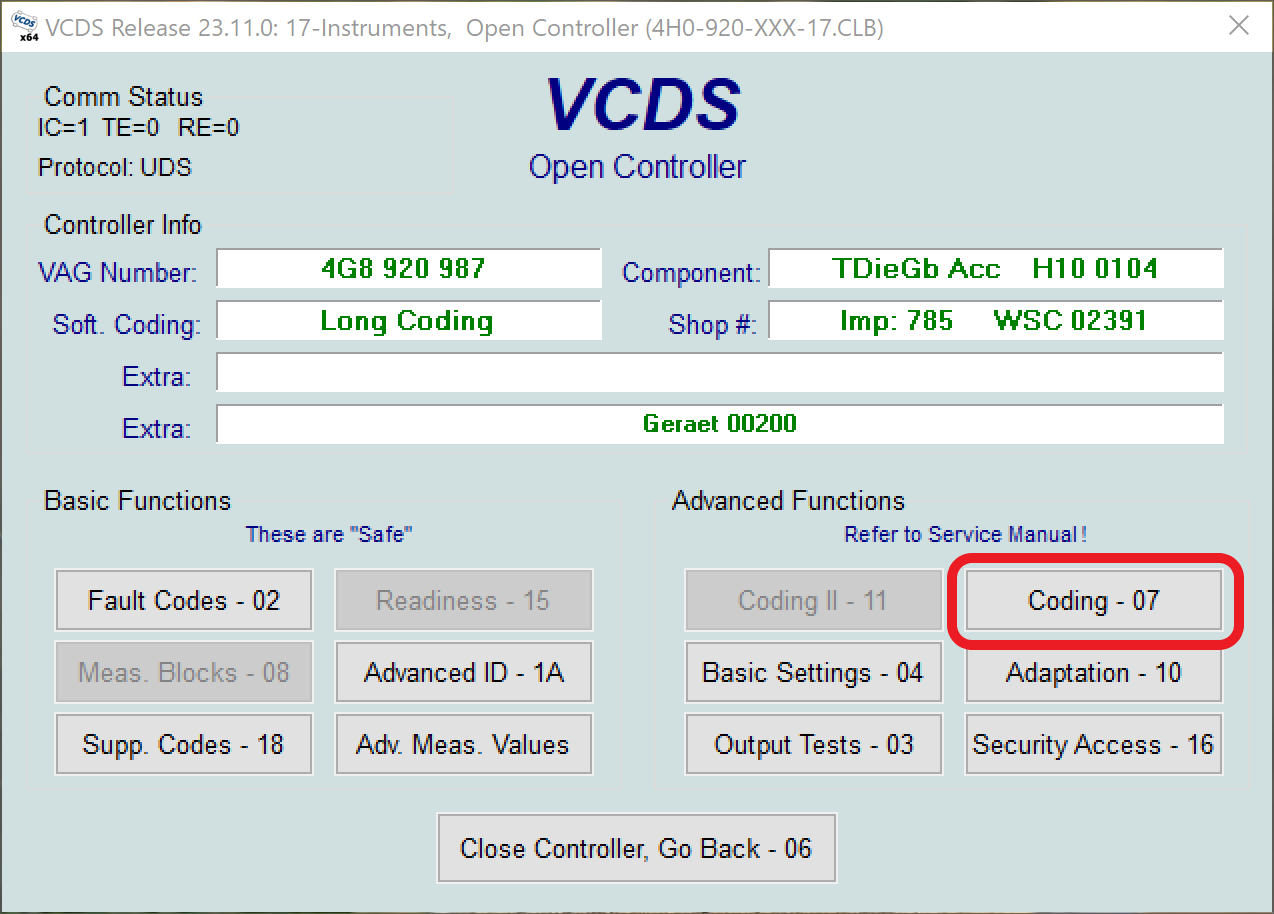 VCDS x64 VCDS Release 23.11.0: 17-Instruments,  Open Controller (4H0-920-XXX-17.CLB)
Comm Status
IC=1  TE=0   RE=0
Protocol: UDS
VCDS
Open Controller
Controller Info
VAG Number: 4G8 920 987 Component: TDieGb Acc    H10 0104
Soft. Coding: Long Coding Shop #: Imp: 785     WSC 02391
Extra:
Extra: Geraet 00200
Basic Functions
These are "Safe"
Advanced Functions
Refer to Service Manual!
Fault Codes - 02 Readiness - 15 Coding II - 11 Coding - 07
Meas. Blocks - 08 Advanced ID - 1A Basic Settings - 04 Adaptation - 10
Supp. Codes - 18 Adv. Meas. Values Output Tests - 03 Security Access - 16
Close Controller, Go Back - 06